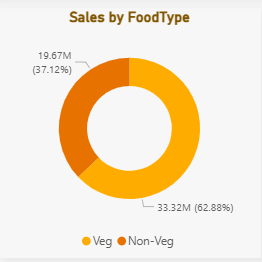 Sales by FoodType
19.67M
(37.12%)
33.32M (62.88%)
Veg Non-Veg